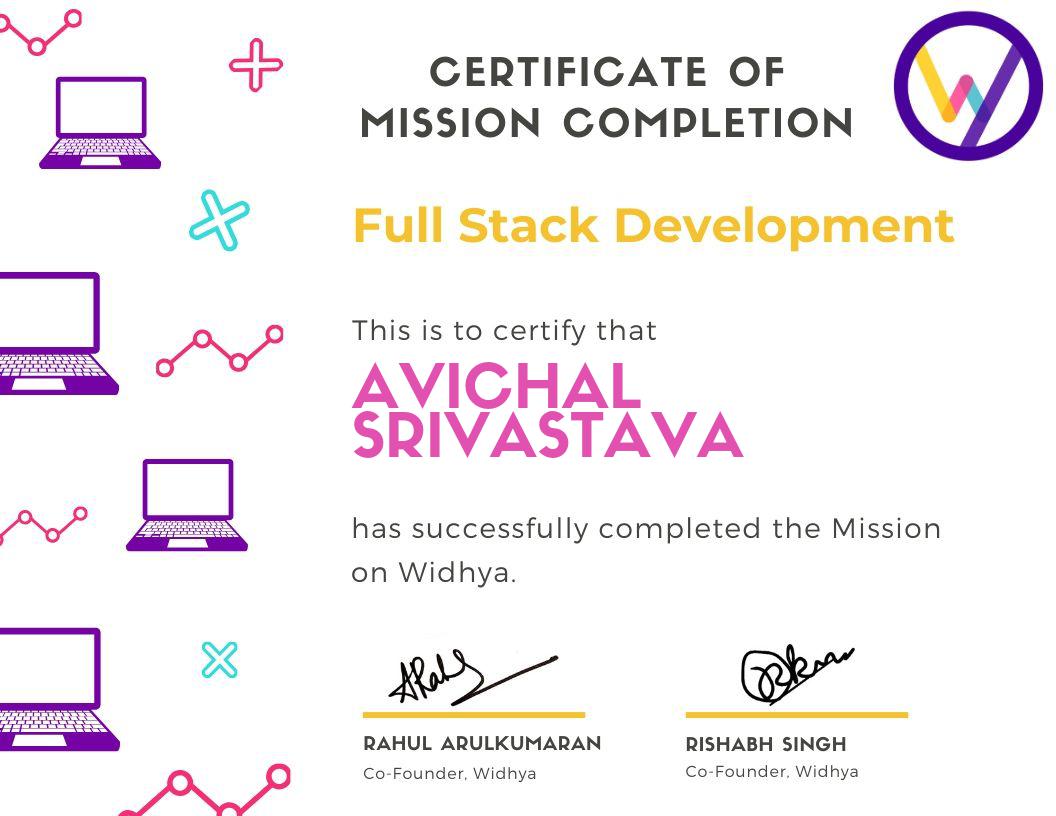 CERTIFICATE OF
MISSION COMPLETION
Full Stack Development
This is to certify that
AVICHAL
SRIVASTAVA
has successfully completed the Mission
on Widhya.
RAHUL ARULKUMARAN
Co-Founder, Widhya
RISHABH SINGH
Co-Founder, Widhya